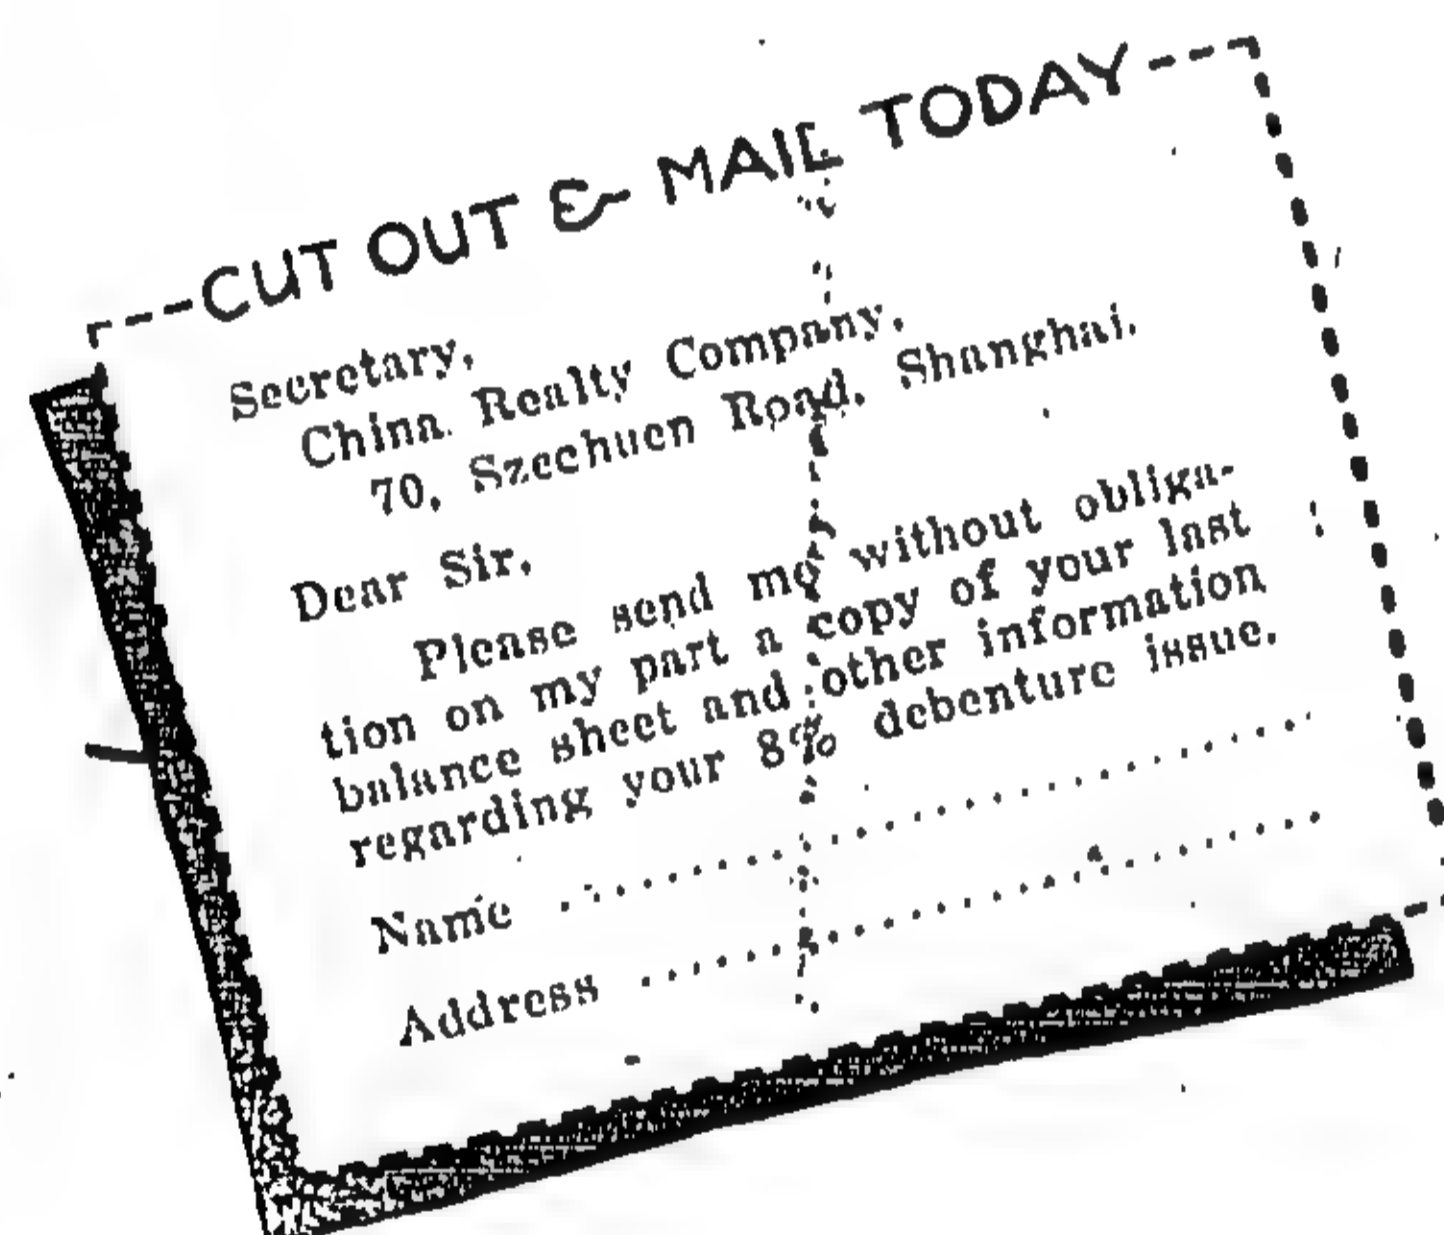 CUT OUT & MAIL TODAY
Secretary,
China Realty Company,
70, Szechuen Road, Shanghai.
Dear Sir,
Please send me without obliga-
tion on my part a copy of your last
balance sheet and other information
regarding your 8% debenture issue.
Name ..............................
Address ..............................